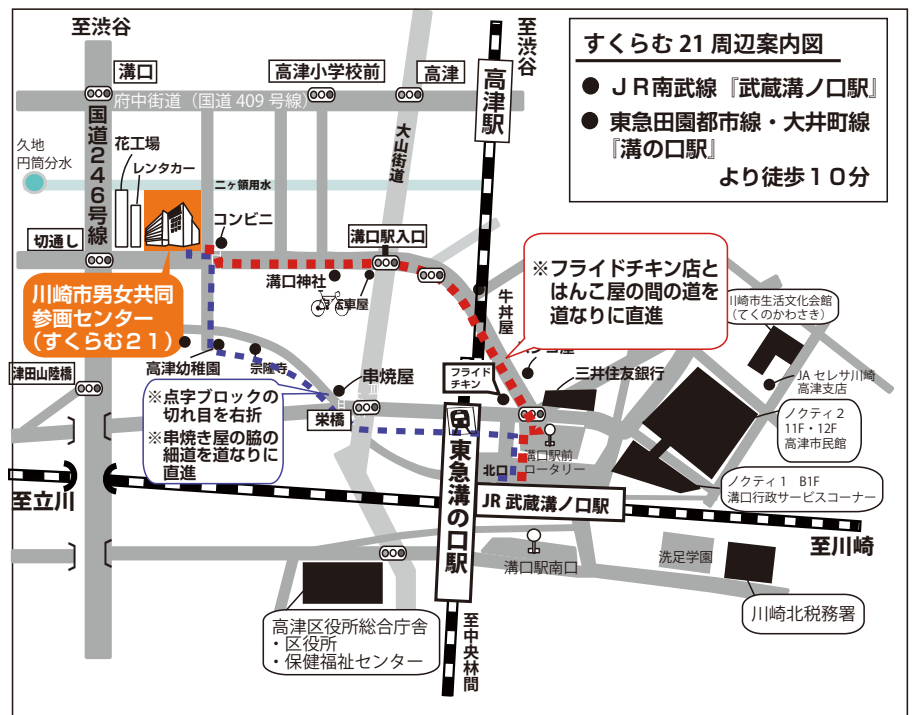 至渋谷
溝口
高津小学校前
高津
至渋谷
高津駅
府中街道（国道409号線）
国道246号線
大山街道
すくらむ21周辺案内図
● ＪＲ南武線『武蔵溝ノ口駅』
● 東急田園都市線・大井町線
『溝の口駅』
より徒歩１０分
久地
円筒分水
花工場
レンタカー
二ヶ領用水
コンビニ
切通し
溝口駅入口
溝口神社
車屋
牛丼屋
※フライドチキン店と
はんこ屋の間の道を
道なりに直進
川崎市男女共同
参画センター
(すくらむ２１)
高津幼稚園
宗隆寺
串焼屋
フライド
チキン
三井住友銀行
川崎市生活文化会館
（てくのかわさき）
JA セレサ川崎
高津支店
津田山陸橋
※点字ブロックの
切れ目を右折
※串焼き屋の脇の
細道を道なりに
直進
栄橋
ノクティ２
11F・12F
高津市民館
溝口駅前
ロータリー
北口
東急溝の口駅
JR 武蔵溝ノ口駅
ノクティ１ B1F
溝口行政サービスコーナー
至立川
至川崎
溝口駅南口
洗足学園
川崎北税務署
高津区役所総合庁舎
・区役所
・保健福祉センター
至中央林間